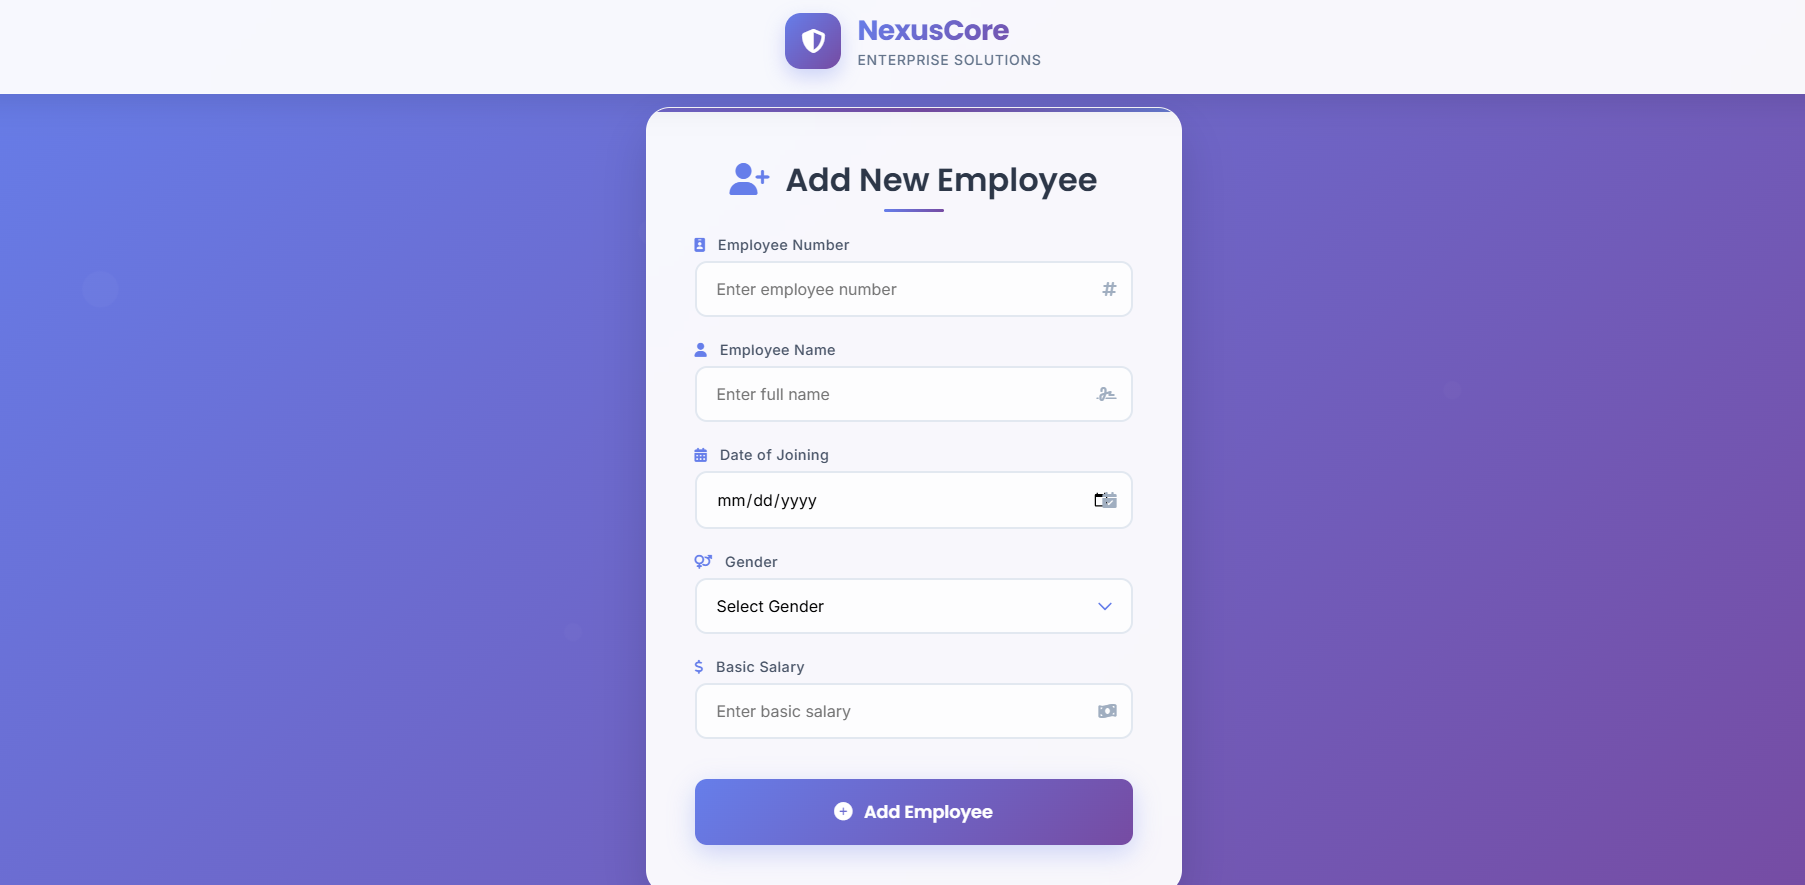 NexusCore
ENTERPRISE SOLUTIONS
Add New Employee
Employee Number
Enter employee number
Employee Name
Enter full name
Date of Joining
mm/dd/yyyy
Gender
Select Gender
Basic Salary
Enter basic salary
Add Employee